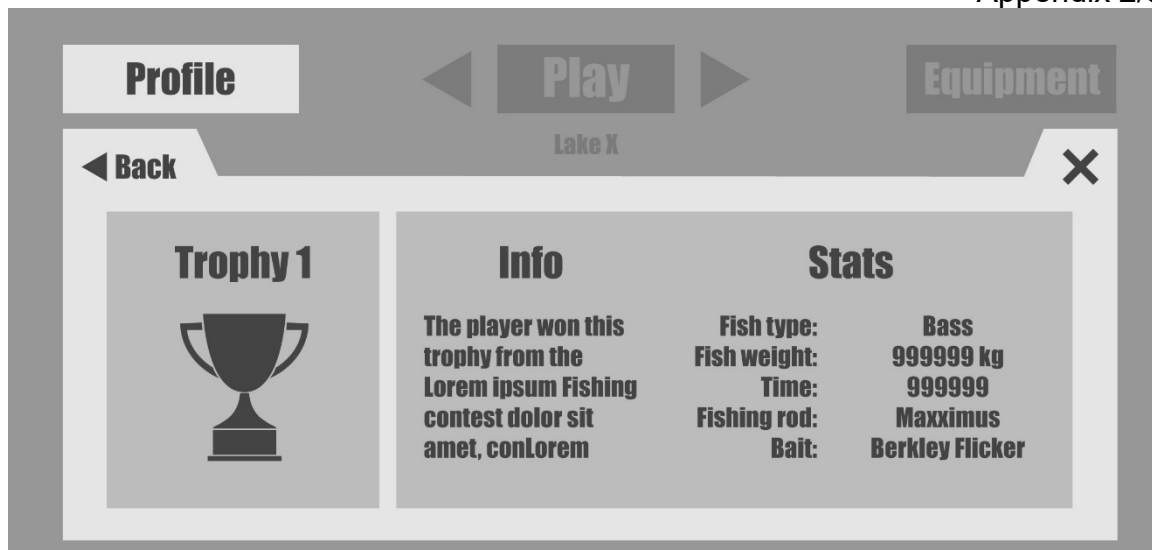 Appendix
Profile
Play
Equipment
Lake X
Back
Trophy 1
Info
Stats
The player won this
trophy from the
Lorem ipsum Fishing
contest dolor sit
amet, conLorem
Fish type: Bass
Fish weight: 999999 kg
Time: 999999
Fishing rod: Maxximus
Bait: Berkley Flicker